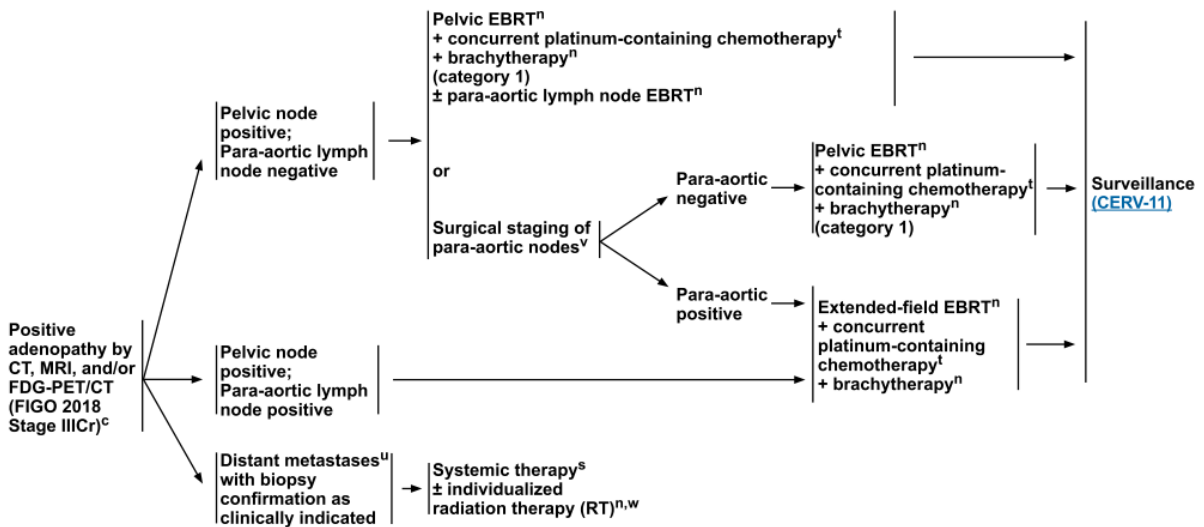 Positive
adenopathy by
CT, MRI, and/or
FDG-PET/CT
(FIGO 2018
Stage IIICr)ᶜ
Pelvic node
positive;
Para-aortic lymph
node negative
Pelvic EBRTⁿ
+ concurrent platinum-containing chemotherapyᵗ
+ brachytherapyⁿ
(category 1)
± para-aortic lymph node EBRTⁿ
or
Surgical staging of
para-aortic nodesᵛ
Para-aortic
negative
Pelvic EBRTⁿ
+ concurrent platinum-
containing chemotherapyᵗ
+ brachytherapyⁿ
(category 1)
Para-aortic
positive
Extended-field EBRTⁿ
+ concurrent
platinum-containing
chemotherapyᵗ
+ brachytherapyⁿ
Surveillance
(CERV-11)
Pelvic node
positive;
Para-aortic lymph
node positive
Distant metastasesᵘ
with biopsy
confirmation as
clinically indicated
Systemic therapyˢ
± individualized
radiation therapy (RT)ⁿ,ʷ